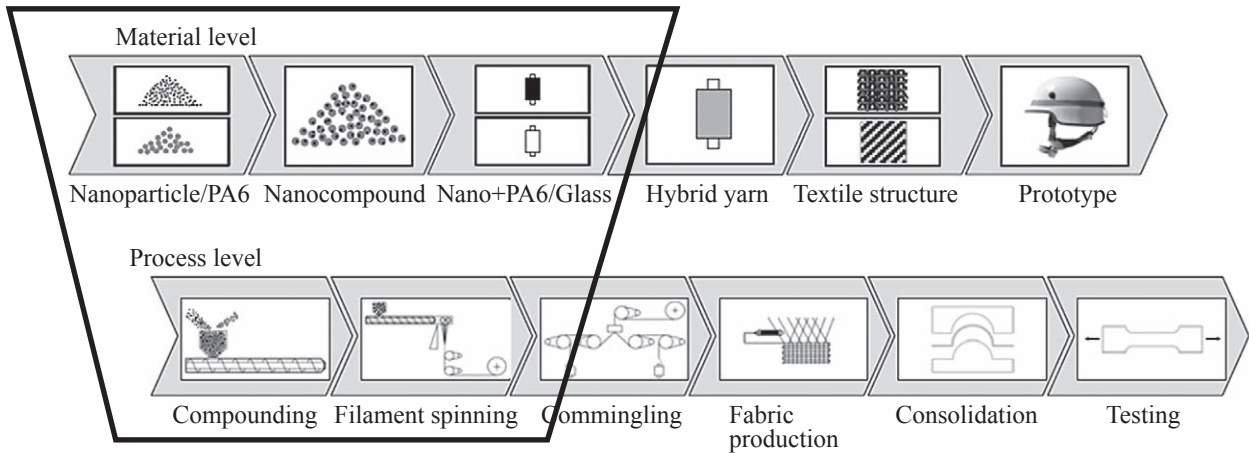 Material level
Nanoparticle/PA6 Nanocompound Nano+PA6/Glass Hybrid yarn Textile structure Prototype
Process level
Compounding Filament spinning Commingling Fabric production Consolidation Testing